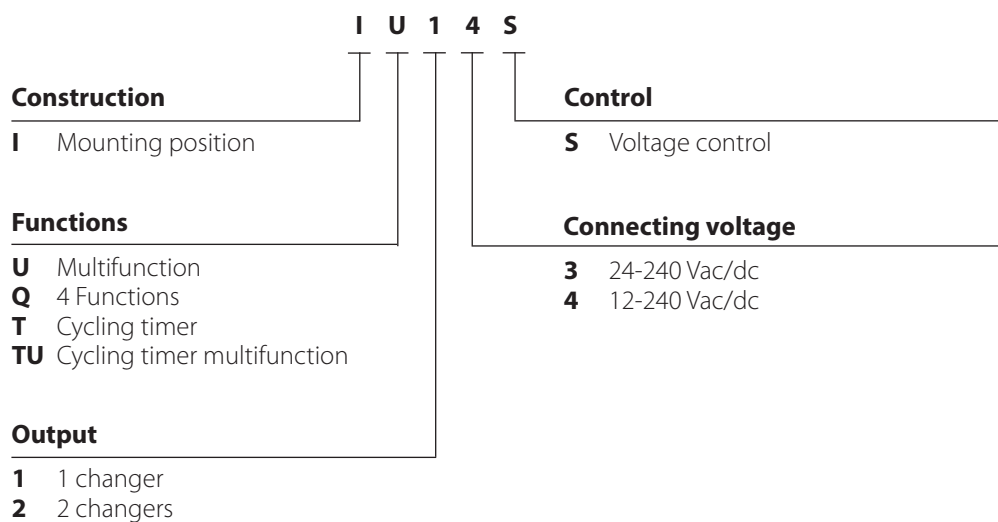 I U 1 4 S
Construction
I Mounting position
Functions
U Multifunction
Q 4 Functions
T Cycling timer
TU Cycling timer multifunction
Output
1 1 changer
2 2 changers
Control
S Voltage control
Connecting voltage
3 24-240 Vac/dc
4 12-240 Vac/dc